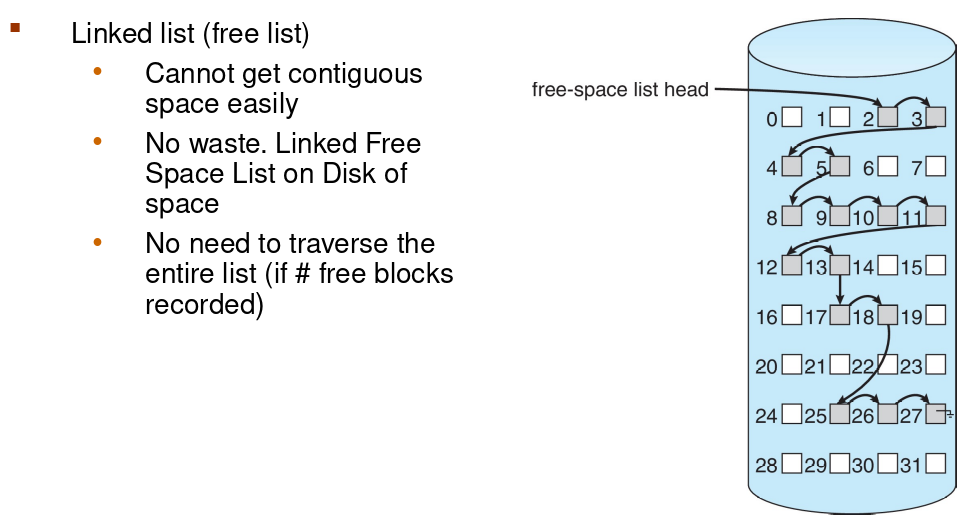 Linked list (free list)
• Cannot get contiguous
space easily
• No waste. Linked Free
Space List on Disk of
space
• No need to traverse the
entire list (if # free blocks
recorded)
free-space list head
0 1 2 3
4 5 6 7
8 9 10 11
12 13 14 15
16 17 18 19
20 21 22 23
24 25 26 27
28 29 30 31